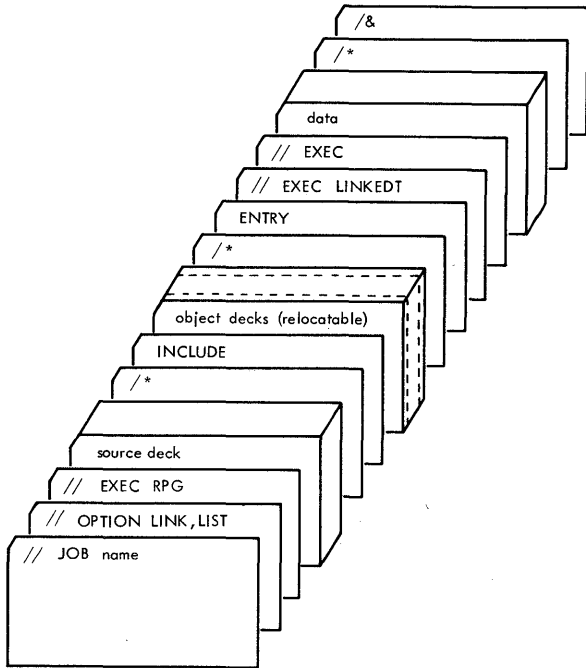 /&
/*
data
// EXEC
// EXEC LINKEDT
ENTRY
/*
object decks (relocatable)
INCLUDE
/*
source deck
// EXEC RPG
// OPTION LINK,LIST
// JOB name